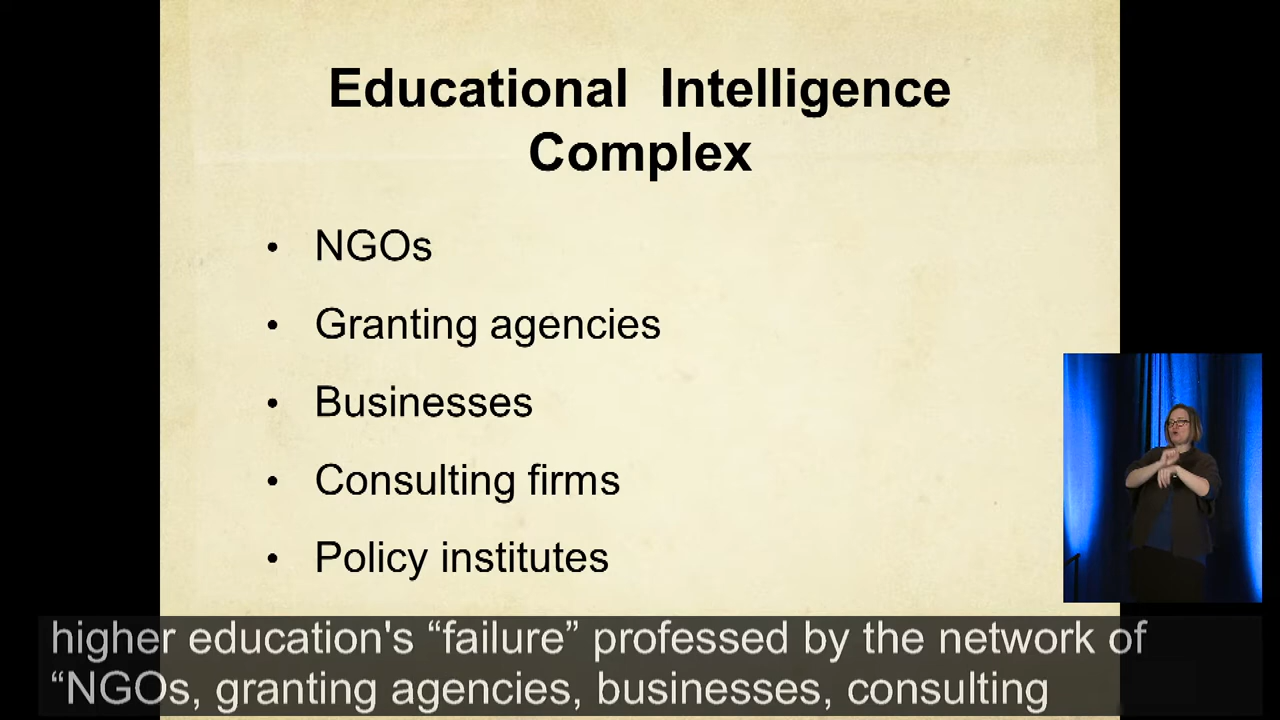 Educational Intelligence
Complex
• NGOs
• Granting agencies
• Businesses
• Consulting firms
• Policy institutes
higher education's “failure” professed by the network of
“NGOs, granting agencies, businesses, consulting